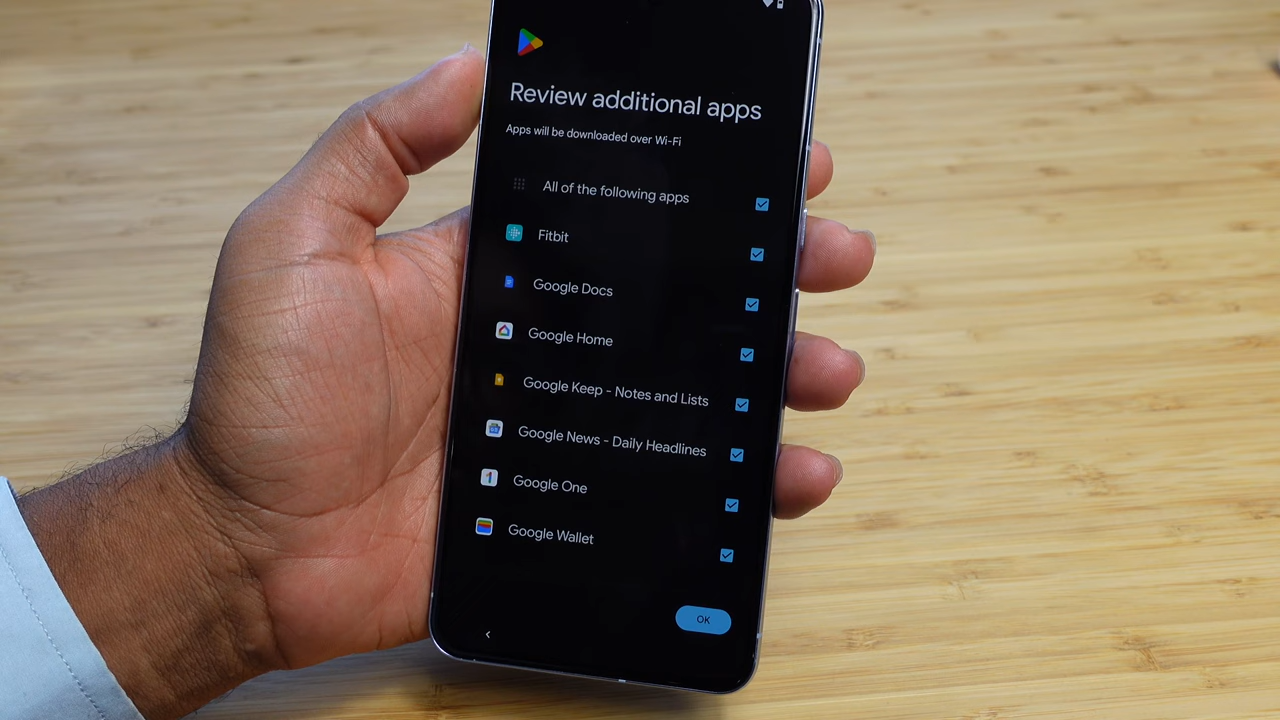 Review additional apps
Apps will be downloaded over Wi-Fi
All of the following apps
Fitbit
Google Docs
Google Home
Google Keep - Notes and Lists
Google News - Daily Headlines
Google One
Google Wallet
OK